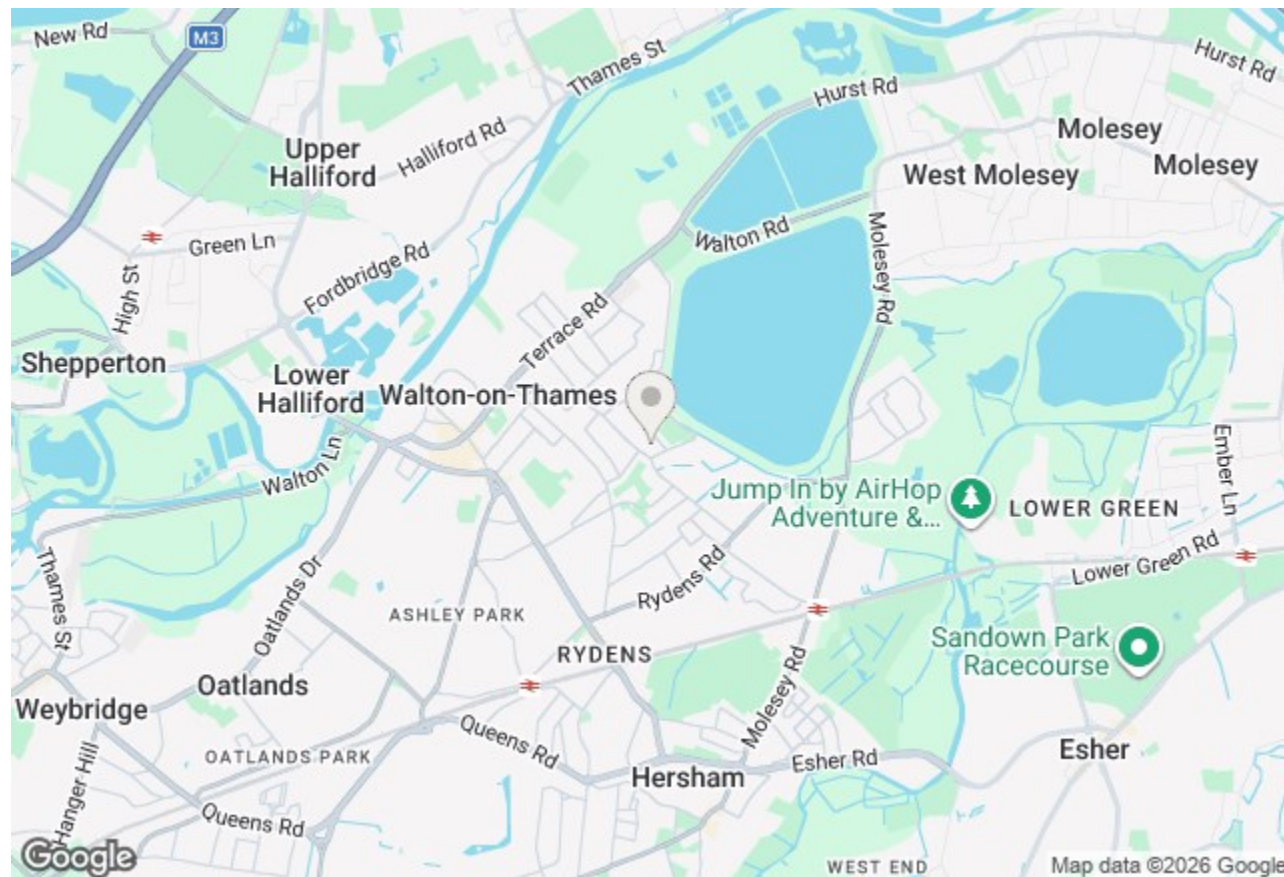 New Rd
M3
Thames St
Hurst Rd
Hurst Rd
Upper
Halliford
Halliford Rd
Molesey
Molesey
West Molesey
Green Ln
Walton Rd
Molesey Rd
Fordbridge Rd
High St
Terrace Rd
Shepperton
Lower
Halliford
Walton-on-Thames
Walton Ln
Ember Ln
Jump In by AirHop
Adventure &...
LOWER GREEN
Thames St
Oatlands Dr
Rydens Rd
Lower Green Rd
ASHLEY PARK
RYDENS
Sandown Park
Racecourse
Oatlands
Weybridge
Molesey Rd
Queens Rd
OATLANDS PARK
Esher Rd
Esher
Hersham
Hanger Hill
Queens Rd
Google
WEST END
Map data ©2026 Google